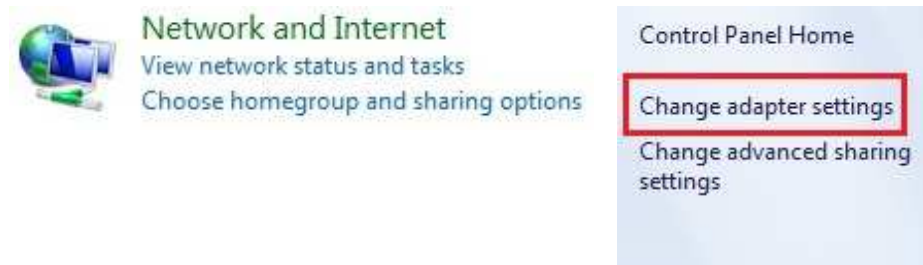 Network and Internet
View network status and tasks
Choose homegroup and sharing options
Control Panel Home
Change adapter settings
Change advanced sharing
settings